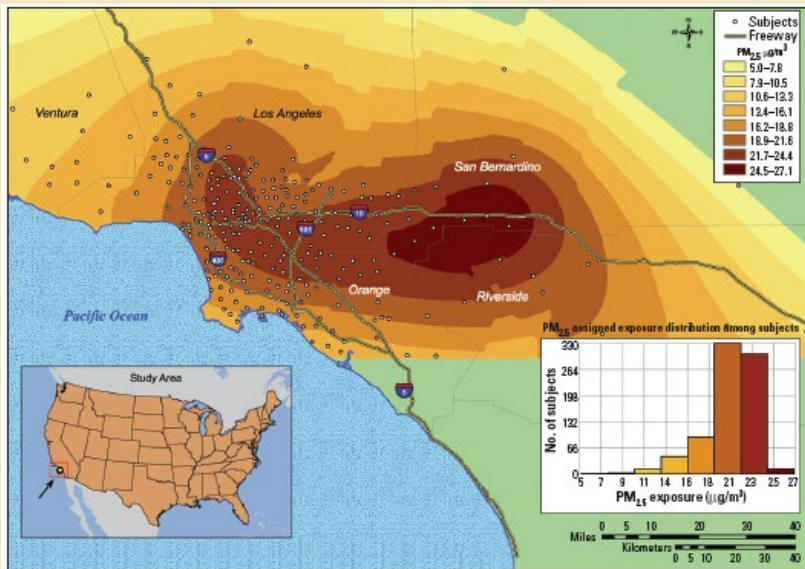 Subjects
Freeway
PM2.5 µg/m³
5.0–7.8
7.9–10.5
10.6–13.3
13.4–16.1
16.2–18.8
18.9–21.6
21.7–24.4
24.5–27.1
Ventura
Los Angeles
San Bernardino
5
10
605
405
Orange
Riverside
Pacific Ocean
5
Study Area
PM2.5 assigned exposure distribution among subjects
No. of subjects
330
264
198
132
66
5 7 9 11 14 16 19 21 23 25 27
PM2.5 exposure (µg/m³)
Miles
0 5 10 20 30 40
Kilometers
0 5 10 20 30 40